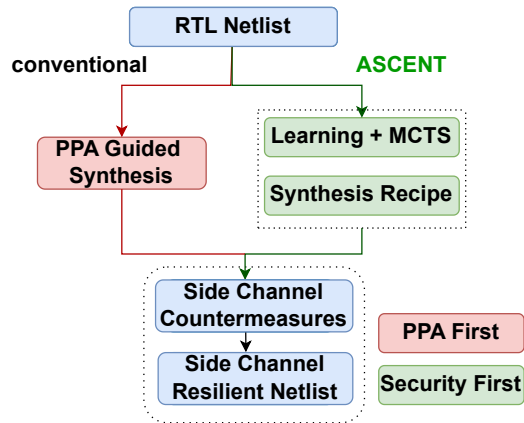 RTL Netlist
conventional
ASCENT
PPA Guided
Synthesis
Learning + MCTS
Synthesis Recipe
Side Channel
Countermeasures
Side Channel
Resilient Netlist
PPA First
Security First